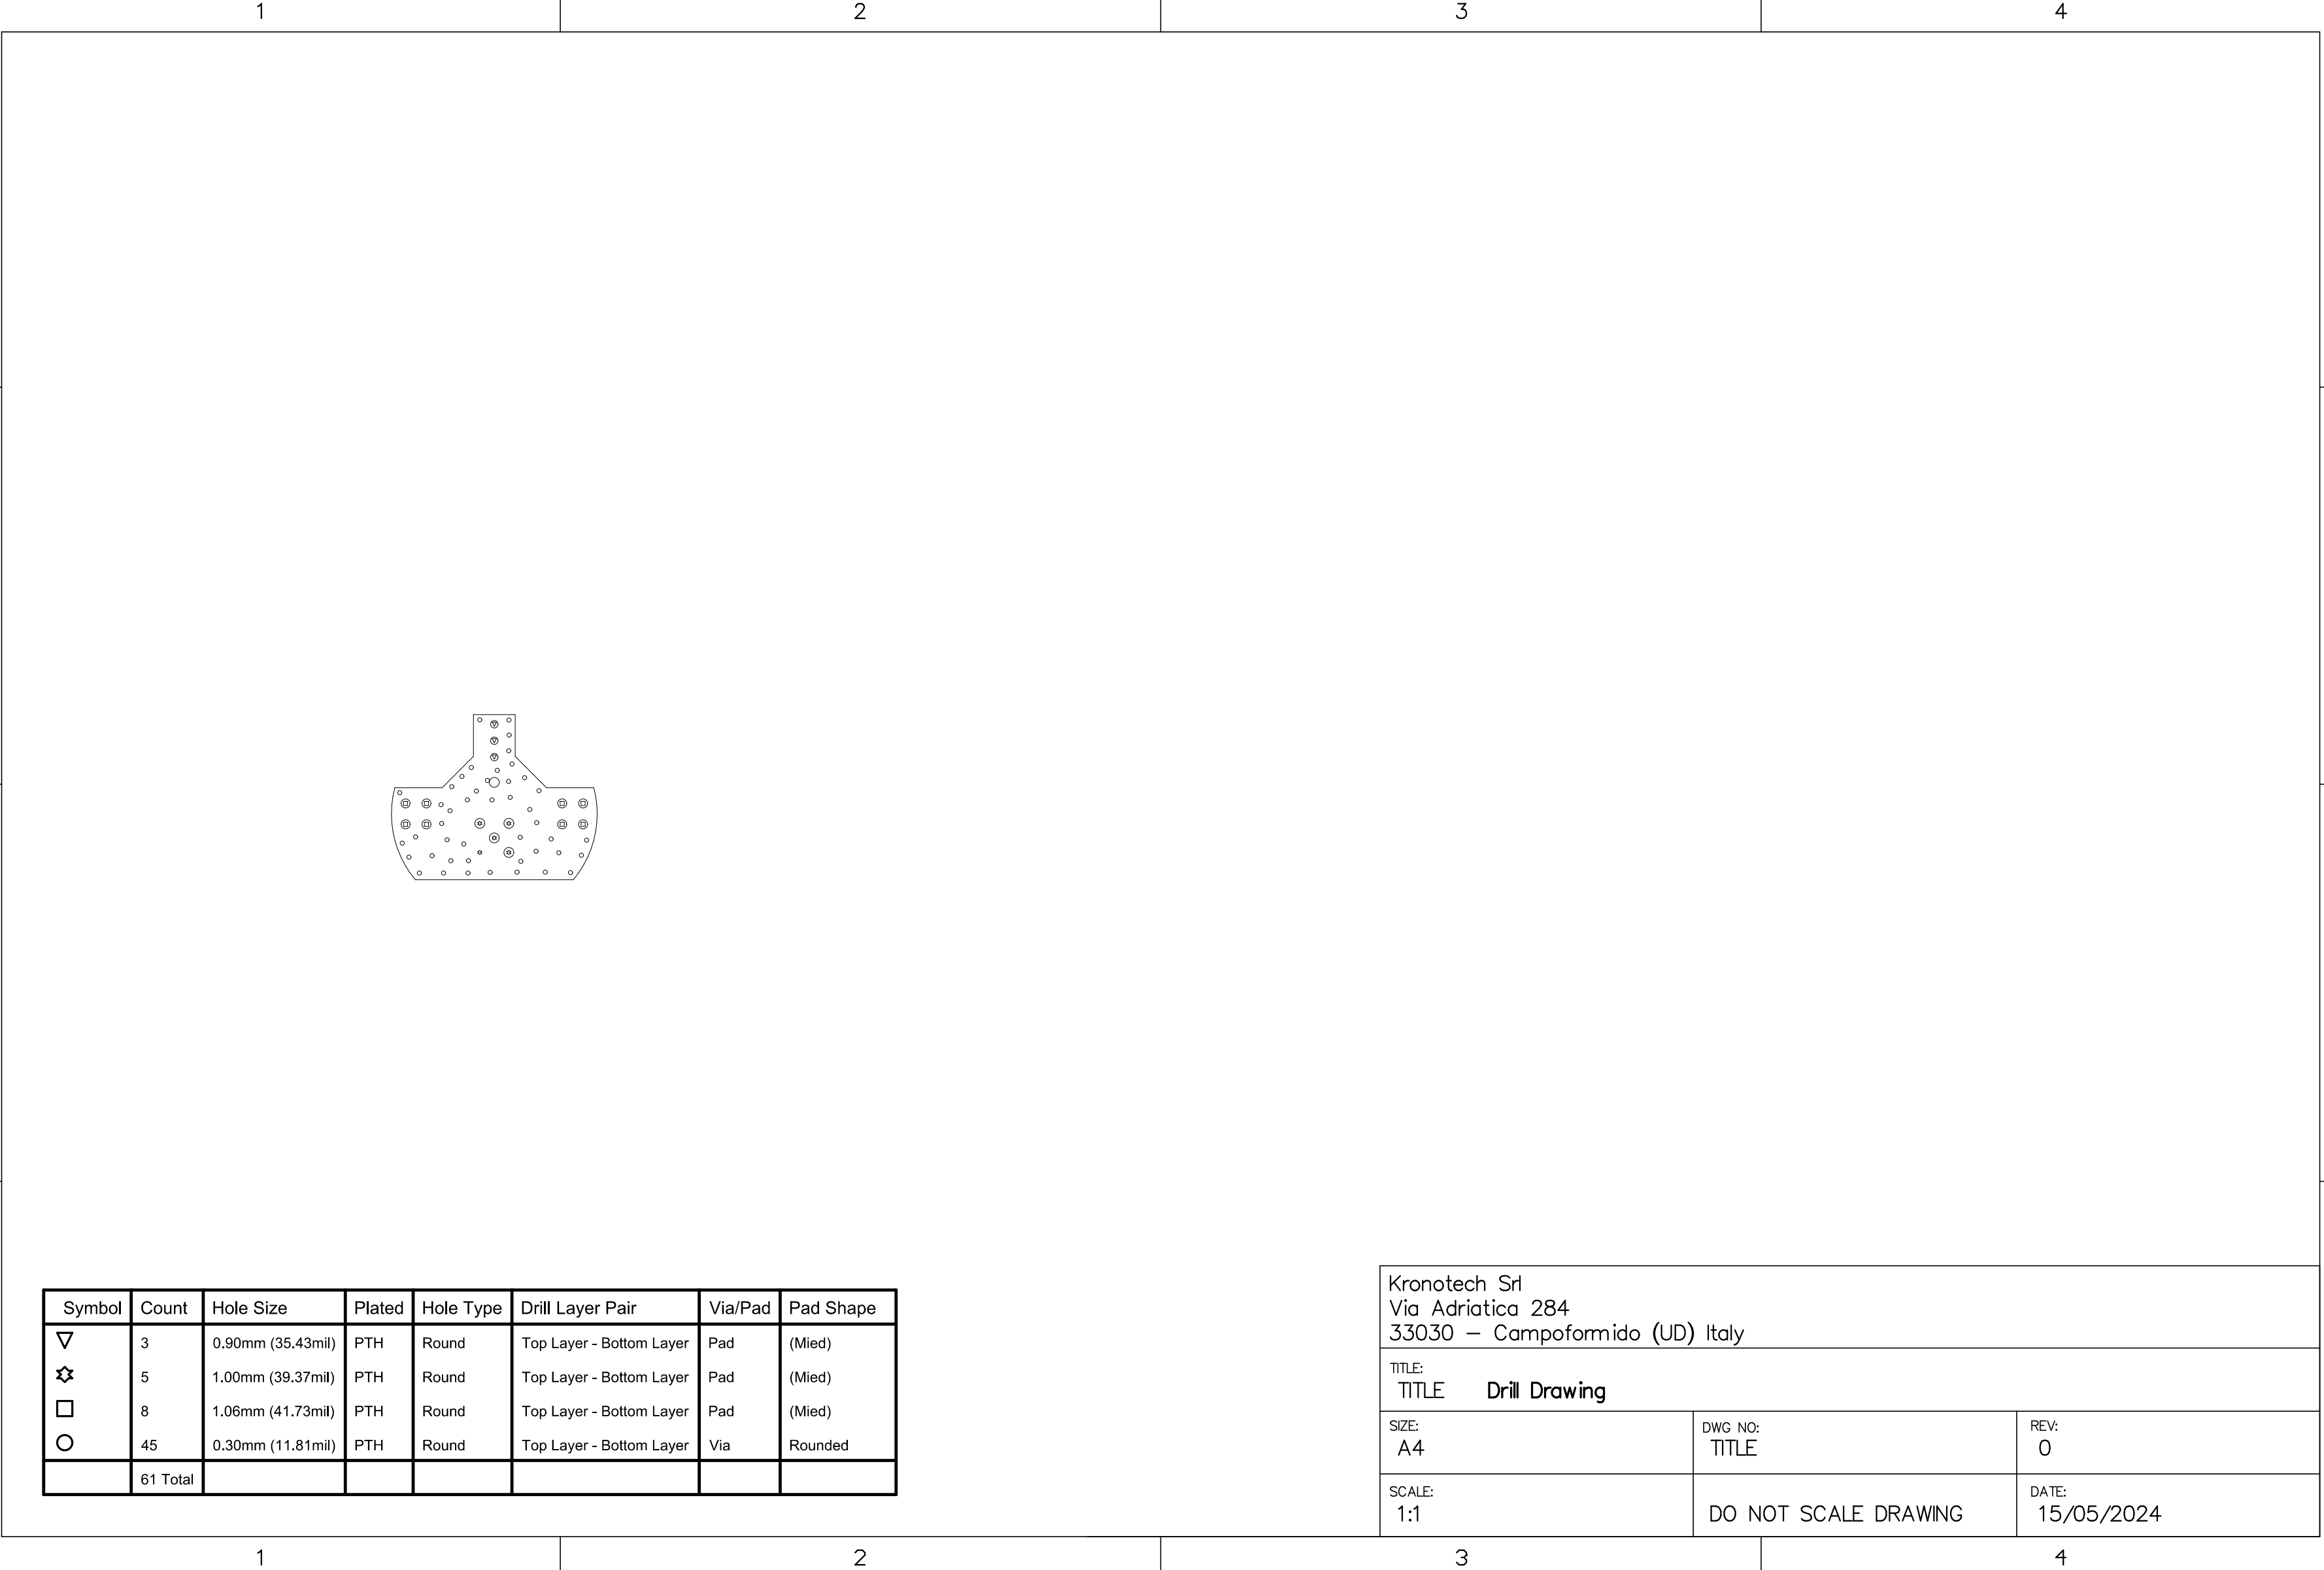 1 2 3 4
Symbol Count Hole Size Plated Hole Type Drill Layer Pair Via/Pad Pad Shape
3 0.90mm (35.43mil) PTH Round Top Layer - Bottom Layer Pad (Mied)
5 1.00mm (39.37mil) PTH Round Top Layer - Bottom Layer Pad (Mied)
8 1.06mm (41.73mil) PTH Round Top Layer - Bottom Layer Pad (Mied)
45 0.30mm (11.81mil) PTH Round Top Layer - Bottom Layer Via Rounded
61 Total
Kronotech Srl
Via Adriatica 284
33030 - Campoformido (UD) Italy
TITLE:
TITLE Drill Drawing
SIZE: DWG NO: REV:
A4 TITLE 0
SCALE: DATE:
1:1 DO NOT SCALE DRAWING 15/05/2024
1 2 3 4